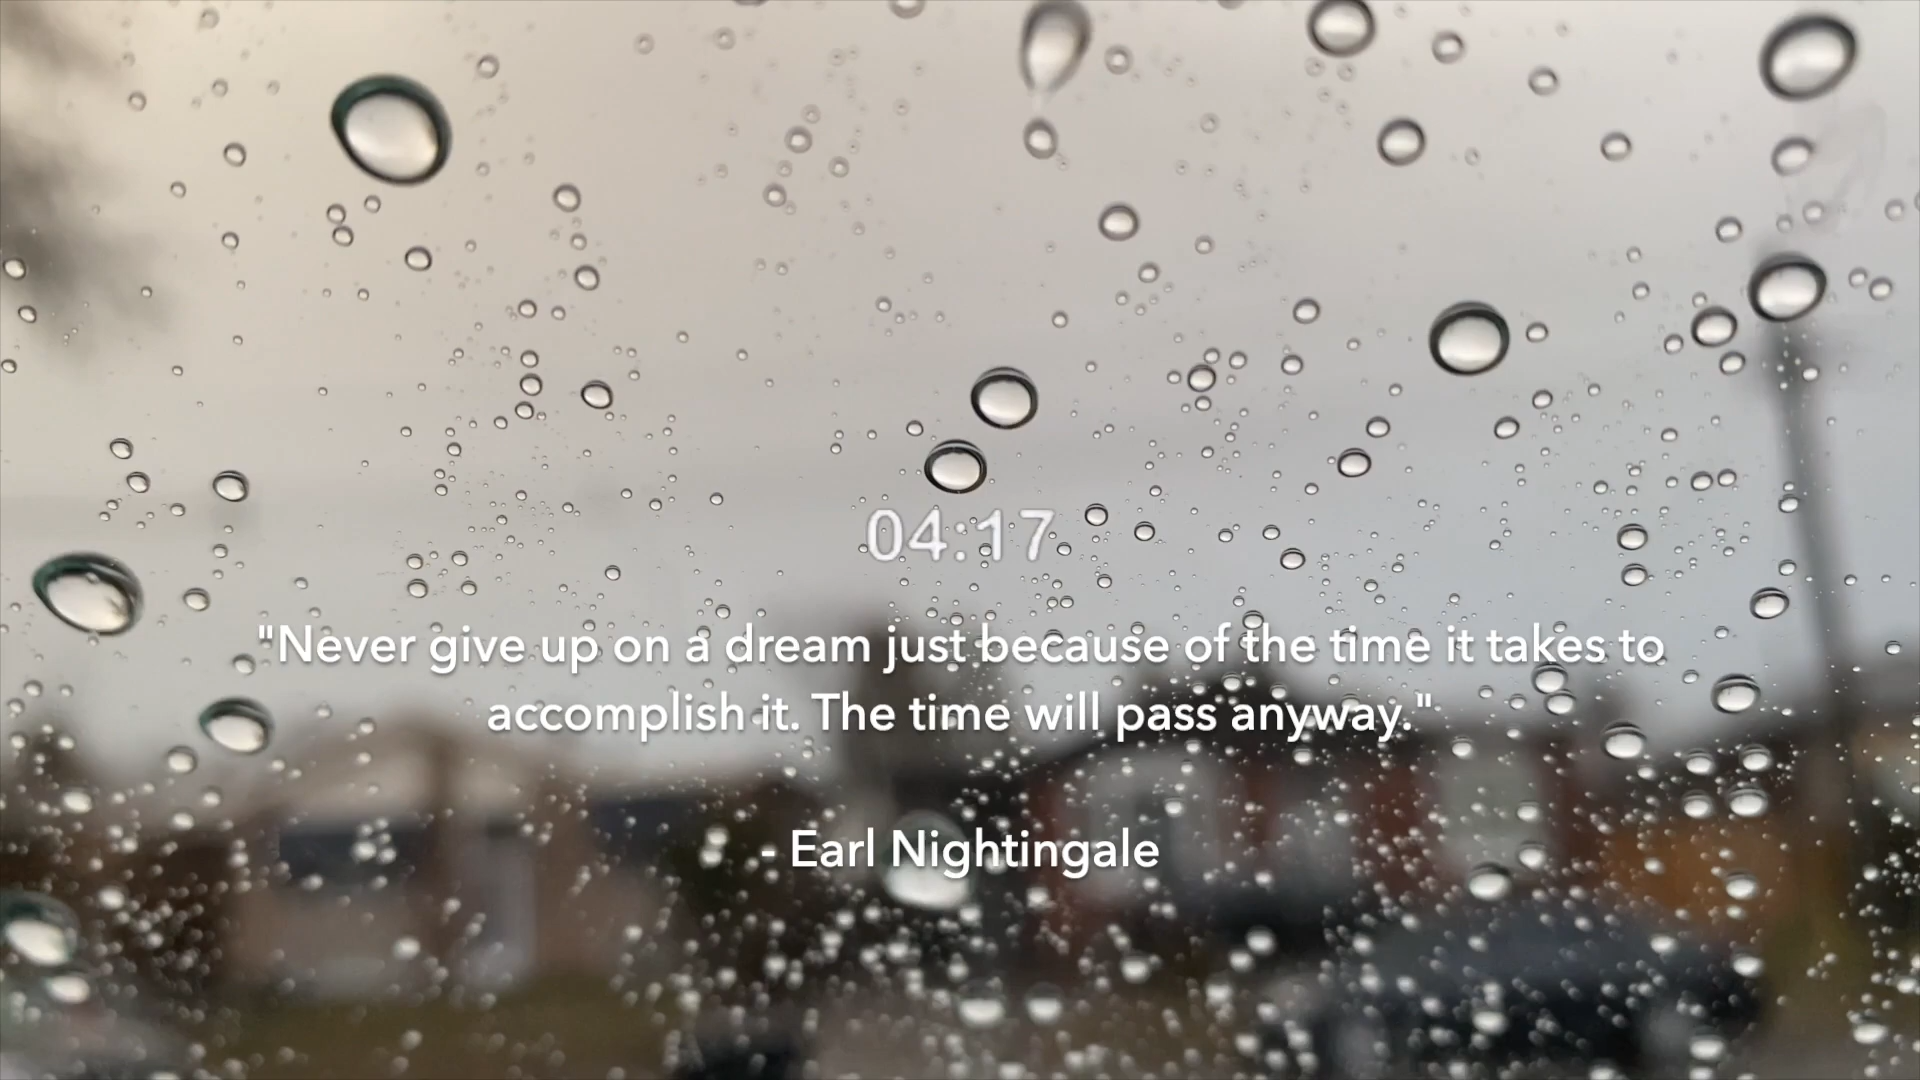 04:17
"Never give up on a dream just because of the time it takes to
accomplish it. The time will pass anyway."
- Earl Nightingale